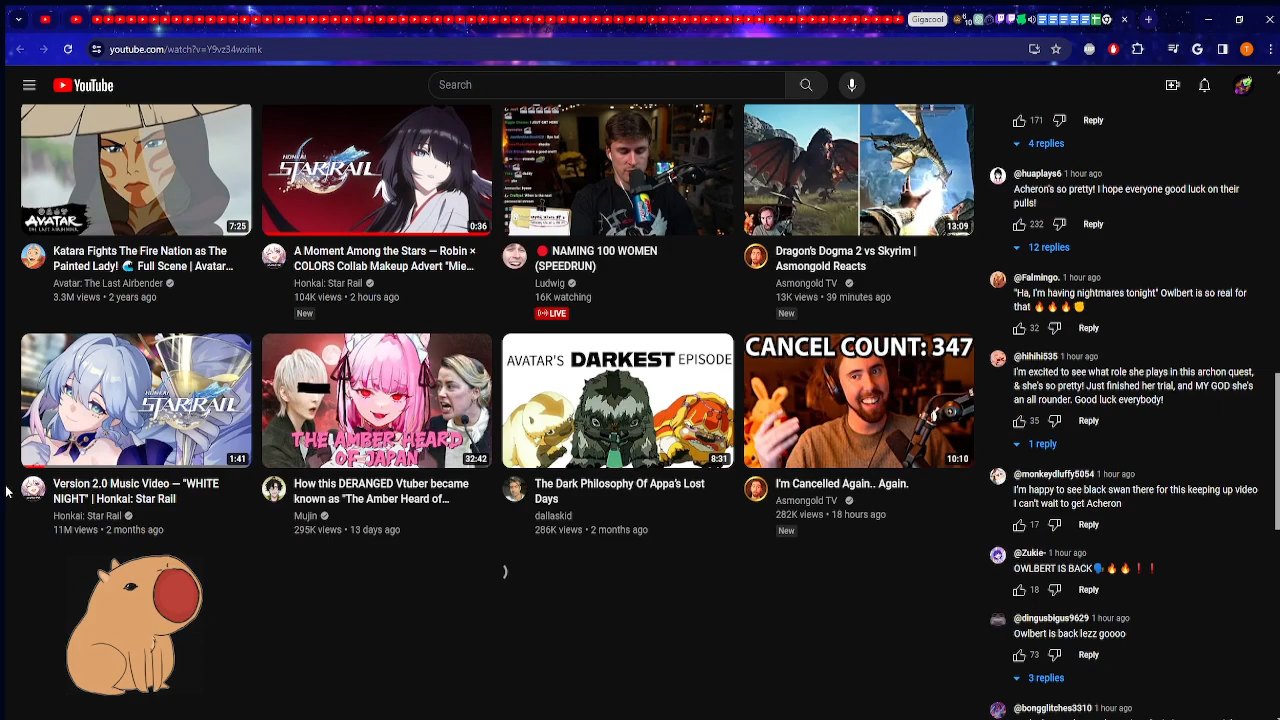 Gigacool
youtube.com/watch?v=Y9vz34wximk
YouTube
Search
AVATAR
THE LAST AIRBENDER
7:25
Katara Fights The Fire Nation as The
Painted Lady! 🌊 Full Scene | Avatar...
Avatar: The Last Airbender
3.3M views • 2 years ago
HONKAI
STAR RAIL
0:36
A Moment Among the Stars — Robin ×
COLORS Collab Makeup Advert "Mie...
Honkai: Star Rail
104K views • 2 hours ago
New
🔴 NAMING 100 WOMEN
(SPEEDRUN)
Ludwig
16K watching
LIVE
13:09
Dragon's Dogma 2 vs Skyrim |
Asmongold Reacts
Asmongold TV
13K views • 39 minutes ago
New
HONKAI
STAR RAIL
1:41
Version 2.0 Music Video — "WHITE
NIGHT" | Honkai: Star Rail
Honkai: Star Rail
11M views • 2 months ago
THE AMBER HEARD
OF JAPAN
32:42
How this DERANGED Vtuber became
known as "The Amber Heard of...
Mujin
295K views • 13 days ago
AVATAR'S DARKEST EPISODE
8:31
The Dark Philosophy Of Appa's Lost
Days
dallaskid
286K views • 2 months ago
CANCEL COUNT: 347
10:10
I'm Cancelled Again.. Again.
Asmongold TV
282K views • 18 hours ago
New
171 Reply
4 replies
@huaplays6 1 hour ago
Acheron's so pretty! I hope everyone good luck on their
pulls!
232 Reply
12 replies
@Falmingo. 1 hour ago
"Ha, I'm having nightmares tonight" Owlbert is so real for
that 🔥🔥🔥✊
32 Reply
@hihihi535 1 hour ago
I'm excited to see what role she plays in this archon quest,
& she's so pretty! Just finished her trial, and MY GOD she's
an all rounder. Good luck everybody!
35 Reply
1 reply
@monkeydluffy5054 1 hour ago
I'm happy to see black swan there for this keeping up video
I can't wait to get Acheron
17 Reply
@Zukie- 1 hour ago
OWLBERT IS BACK🗣🔥🔥❗❗
18 Reply
@dingusbigus9629 1 hour ago
Owlbert is back lezz goooo
73 Reply
3 replies
@bongglitches3310 1 hour ago